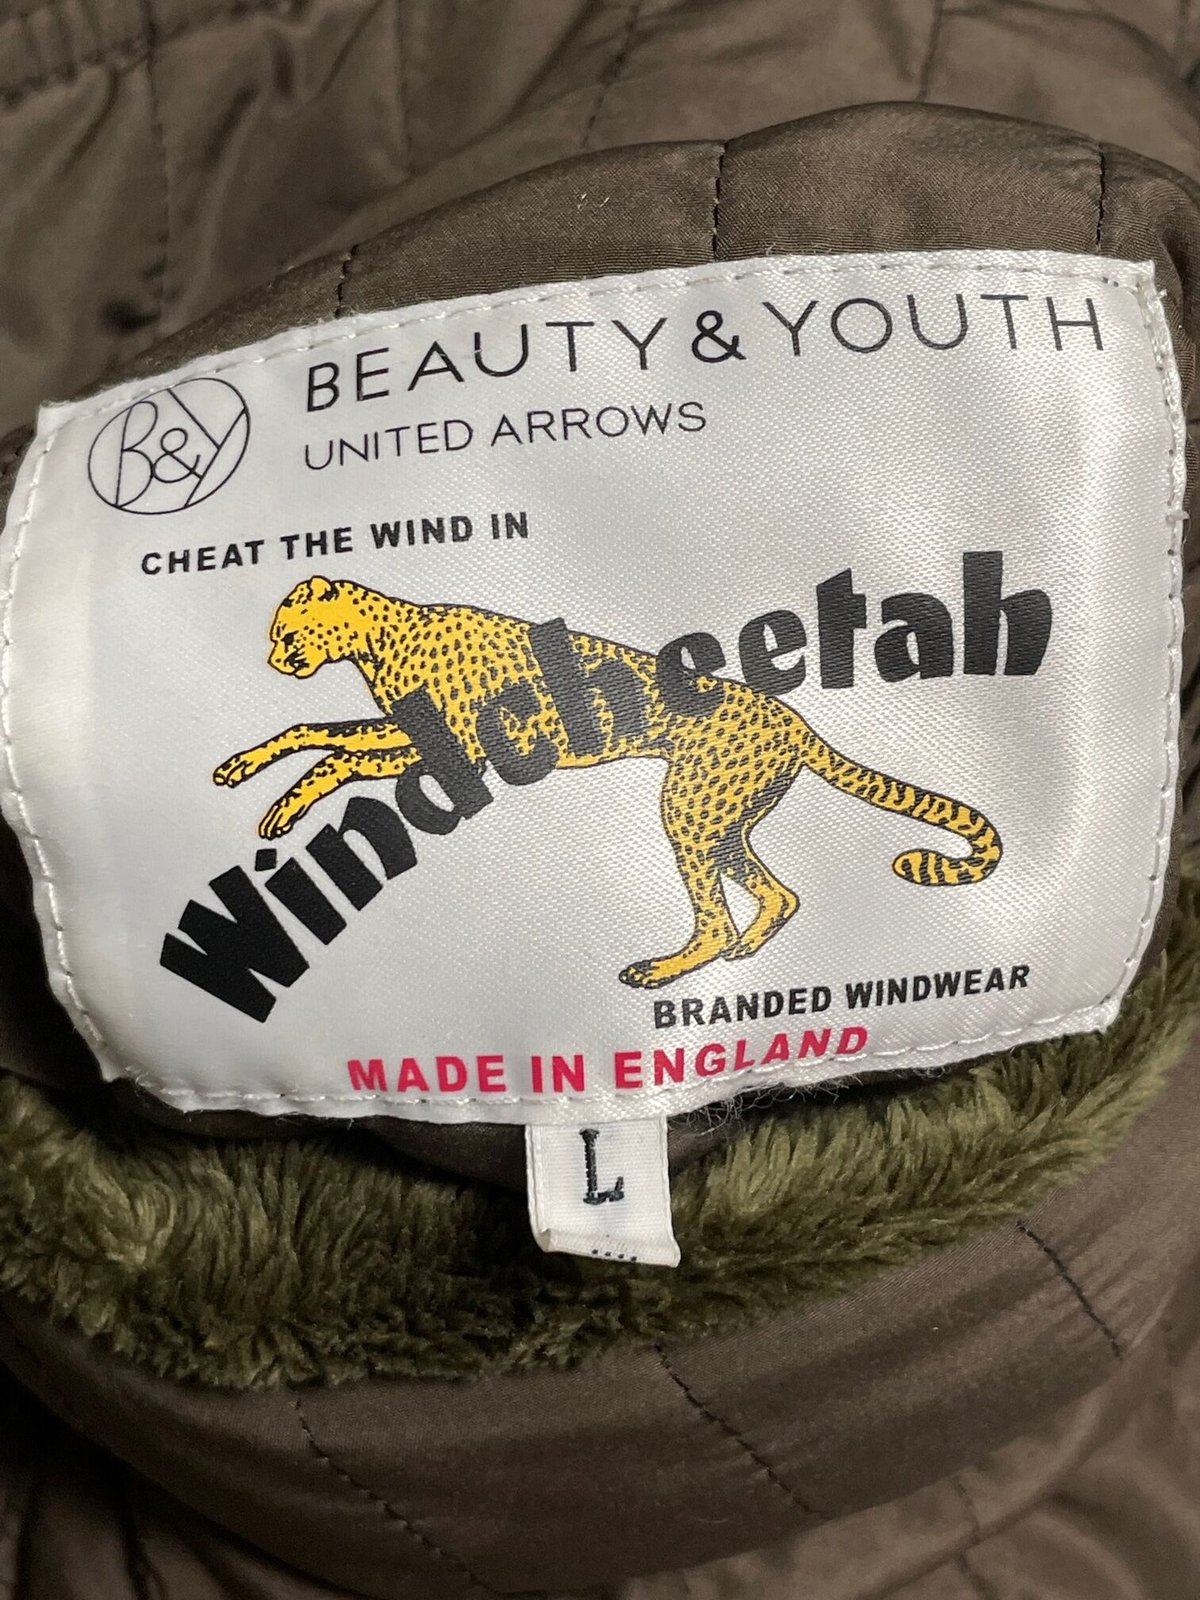 B&Y
BEAUTY & YOUTH
UNITED ARROWS
CHEAT THE WIND IN
Windcheetah
BRANDED WINDWEAR
MADE IN ENGLAND
L